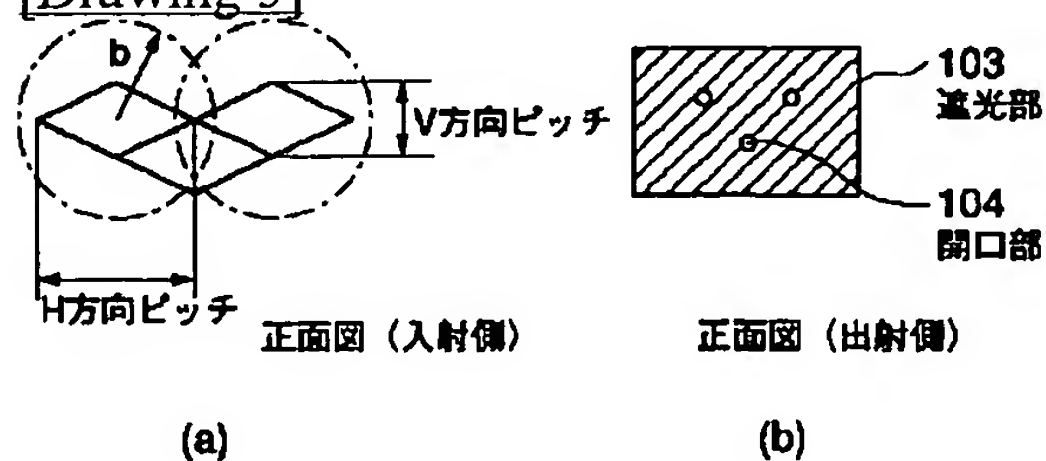 [Drawing 9]
b
V方向ピッチ
H方向ピッチ
正面図（入射側）
(a)
103
遮光部
104
開口部
正面図（出射側）
(b)